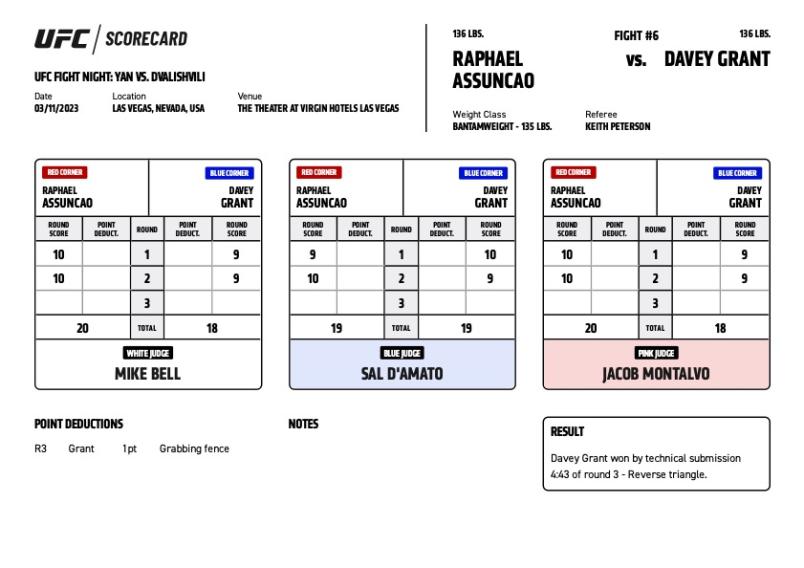 UFC / SCORECARD
UFC FIGHT NIGHT: YAN VS. DVALISHVILI
Date Location Venue
03/11/2023 LAS VEGAS, NEVADA, USA THE THEATER AT VIRGIN HOTELS LAS VEGAS
136 LBS. FIGHT #6 136 LBS.
RAPHAEL ASSUNCAO vs. DAVEY GRANT
Weight Class Referee
BANTAMWEIGHT - 135 LBS. KEITH PETERSON
RED CORNER BLUE CORNER
RAPHAEL DAVEY
ASSUNCAO GRANT
ROUND SCORE POINT DEDUCT. ROUND POINT DEDUCT. ROUND SCORE
10 1 9
10 2 9
3
20 TOTAL 18
WHITE JUDGE
MIKE BELL
RED CORNER BLUE CORNER
RAPHAEL DAVEY
ASSUNCAO GRANT
ROUND SCORE POINT DEDUCT. ROUND POINT DEDUCT. ROUND SCORE
9 1 10
10 2 9
3
19 TOTAL 19
BLUE JUDGE
SAL D'AMATO
RED CORNER BLUE CORNER
RAPHAEL DAVEY
ASSUNCAO GRANT
ROUND SCORE POINT DEDUCT. ROUND POINT DEDUCT. ROUND SCORE
10 1 9
10 2 9
3
20 TOTAL 18
PINK JUDGE
JACOB MONTALVO
POINT DEDUCTIONS
R3 Grant 1pt Grabbing fence
NOTES
RESULT
Davey Grant won by technical submission
4:43 of round 3 - Reverse triangle.